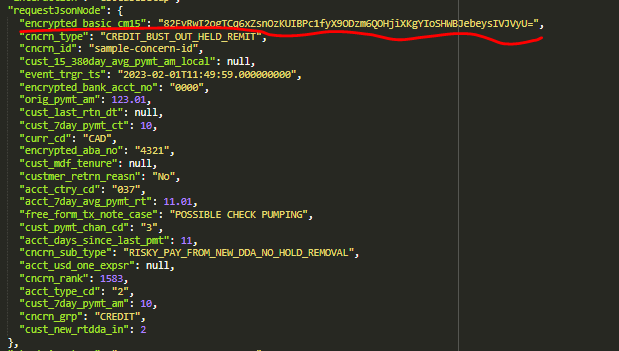 "requestJsonNode": {
"encrypted_basic_cm15": "82FvRwI2ogTCq6xZsnOzKUIBPc1fyX9ODzm6QOHjiXKgYIoSHWBJebeysIVJVyU=",
"cncrn_type": "CREDIT_BUST_OUT_HELD_REMIT",
"cncrn_id": "sample-concern-id",
"cust_15_380day_avg_pymt_am_local": null,
"event_trgr_ts": "2023-02-01T11:49:59.000000000",
"encrypted_bank_acct_no": "0000",
"orig_pymt_am": 123.01,
"cust_last_rtn_dt": null,
"cust_7day_pymt_ct": 10,
"curr_cd": "CAD",
"encrypted_aba_no": "4321",
"cust_mdf_tenure": null,
"custmer_retrn_reasn": "No",
"acct_ctry_cd": "037",
"acct_7day_avg_pymt_rt": 11.01,
"free_form_tx_note_case": "POSSIBLE CHECK PUMPING",
"cust_pymt_chan_cd": "3",
"acct_days_since_last_pmt": 11,
"cncrn_sub_type": "RISKY_PAY_FROM_NEW_DDA_NO_HOLD_REMOVAL",
"acct_usd_one_expsr": null,
"cncrn_rank": 1583,
"acct_type_cd": "2",
"cust_7day_pymt_am": 10,
"cncrn_grp": "CREDIT",
"cust_new_rtdda_in": 2
},